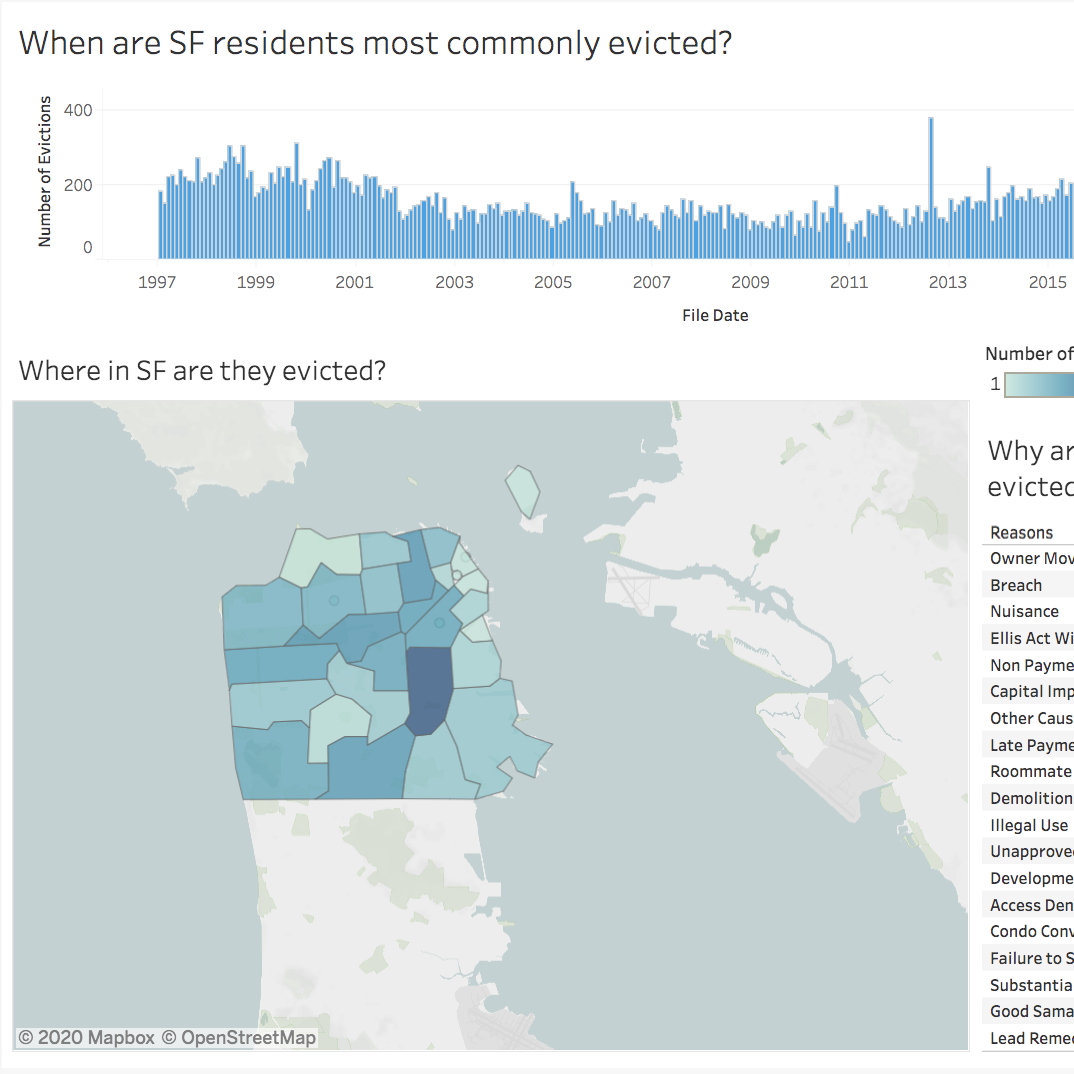 When are SF residents most commonly evicted?
Number of Evictions
400
200
0
1997 1999 2001 2003 2005 2007 2009 2011 2013 2015
File Date
Where in SF are they evicted?
Number of
1
Why ar
evicted
Reasons
Owner Mov
Breach
Nuisance
Ellis Act Wi
Non Payme
Capital Imp
Other Caus
Late Payme
Roommate
Demolition
Illegal Use
Unapprove
Developme
Access Den
Condo Conv
Failure to S
Substantia
Good Sama
Lead Reme
© 2020 Mapbox © OpenStreetMap